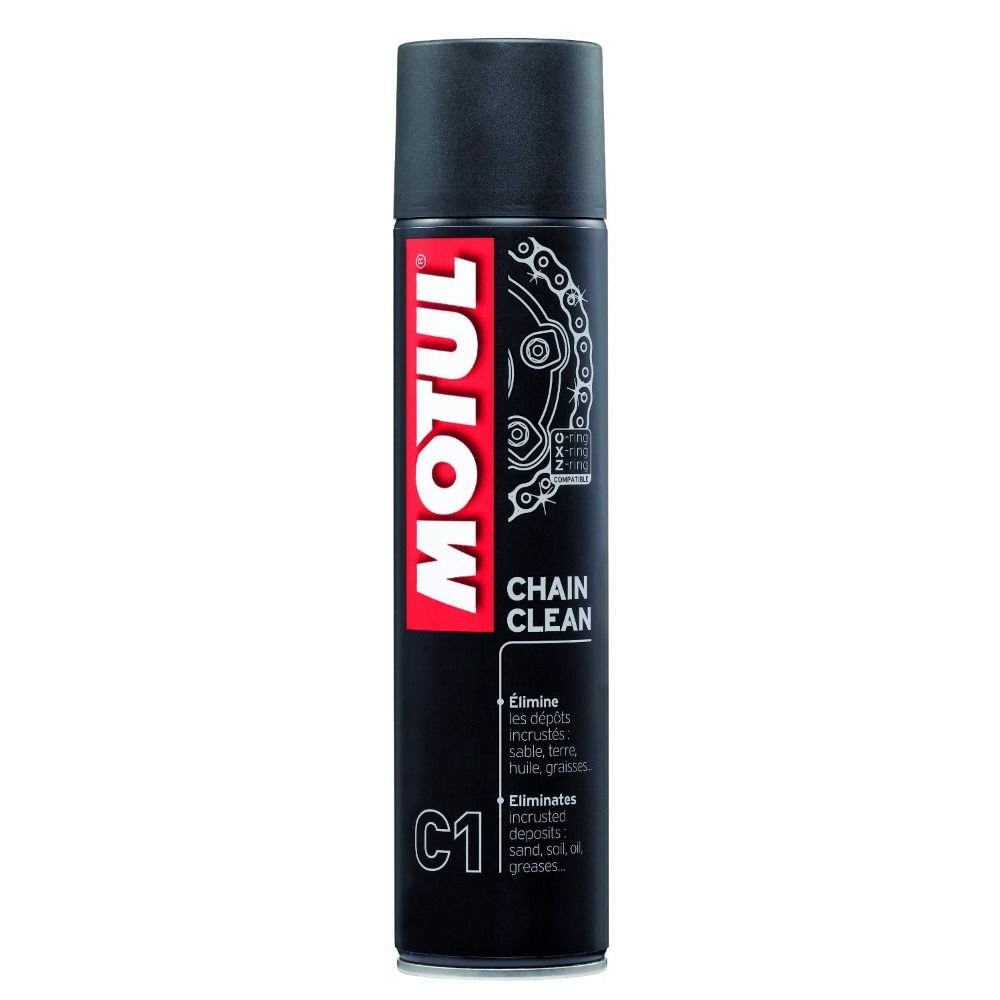 MOTUL®
O-ring
X-ring
Z-ring
COMPATIBLE
CHAIN
CLEAN
Élimine
les dépôts
incrustés :
sable, terre,
huile, graisses...
Eliminates
incrusted
deposits :
sand, soil, oil,
greases...
C1